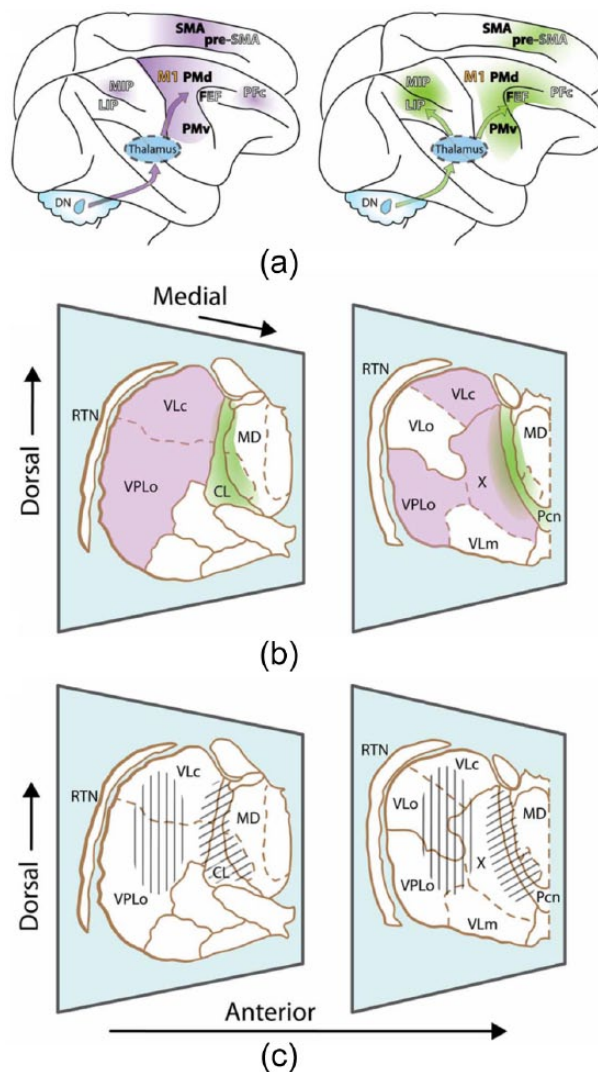 SMA
pre-SMA
M1 PMd
MIP
LIP
FEF
PFc
PMv
Thalamus
DN
SMA
pre-SMA
M1 PMd
MIP
LIP
FEF
PFc
PMv
Thalamus
DN
(a)
Medial
Dorsal
RTN
VLc
MD
VPLo
CL
RTN
VLc
VLo
MD
X
VPLo
Pcn
VLm
(b)
Dorsal
RTN
VLc
MD
CL
VPLo
RTN
VLo
VLc
MD
X
VPLo
Pcn
VLm
Anterior
(c)